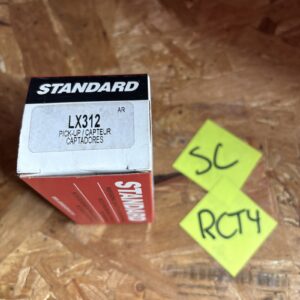 STANDARD
AR
LX312
PICK-UP / CAPTEUR
CAPTADORES
STANDARD
SC
RCT4